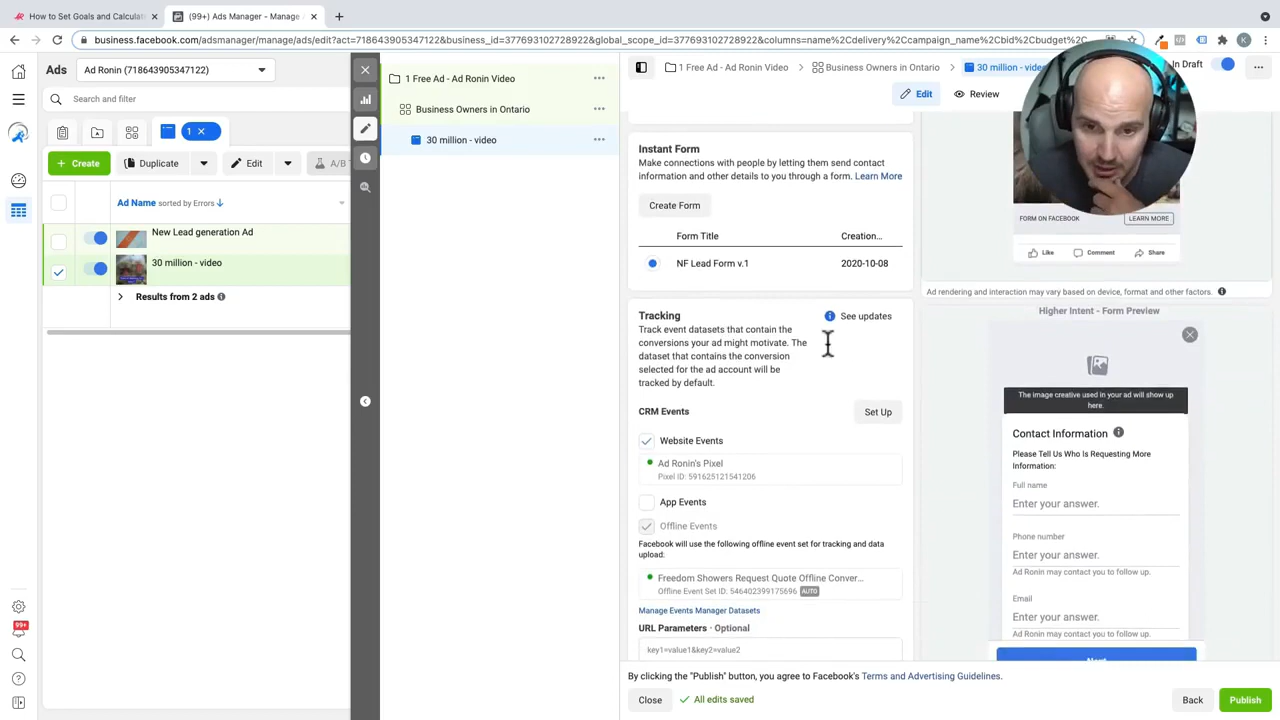 How to Set Goals and Calculat
(99+) Ads Manager - Manage
business.facebook.com/adsmanager/manage/ads/edit?act=718643905347122&business_id=377693102728922&global_scope_id=377693102728922&columns=name%2Cdelivery%2Ccampaign_name%2Cbid%2Cbudget%2C
K
Ads
Ad Ronin (718643905347122)
Search and filter
1
Create
Duplicate
Edit
A/B
Ad Name sorted by Errors
New Lead generation Ad
30 million - video
Results from 2 ads
99+
1 Free Ad - Ad Ronin Video
Business Owners in Ontario
30 million - video
1 Free Ad - Ad Ronin Video
Business Owners in Ontario
30 million - video
In Draft
Edit
Review
Instant Form
Make connections with people by letting them send contact
information and other details to you through a form. Learn More
Create Form
Form Title
Creation...
NF Lead Form v.1
2020-10-08
Tracking
See updates
Track event datasets that contain the
conversions your ad might motivate. The
dataset that contains the conversion
selected for the ad account will be
tracked by default.
CRM Events
Set Up
Website Events
Ad Ronin's Pixel
Pixel ID: 591625121541206
App Events
Offline Events
Facebook will use the following offline event set for tracking and data
upload:
Freedom Showers Request Quote Offline Conver...
Offline Event Set ID: 546402399175696 AUTO
Manage Events Manager Datasets
URL Parameters · Optional
key1=value1&key2=value2
FORM ON FACEBOOK
LEARN MORE
Like
Comment
Share
Ad rendering and interaction may vary based on device, format and other factors.
Higher Intent - Form Preview
The image creative used in your ad will show up
here.
Contact Information
Please Tell Us Who Is Requesting More
Information:
Full name
Enter your answer.
Phone number
Enter your answer.
Ad Ronin may contact you to follow up.
Email
Enter your answer.
Ad Ronin may contact you to follow up.
By clicking the "Publish" button, you agree to Facebook's Terms and Advertising Guidelines.
Close
All edits saved
Back
Publish